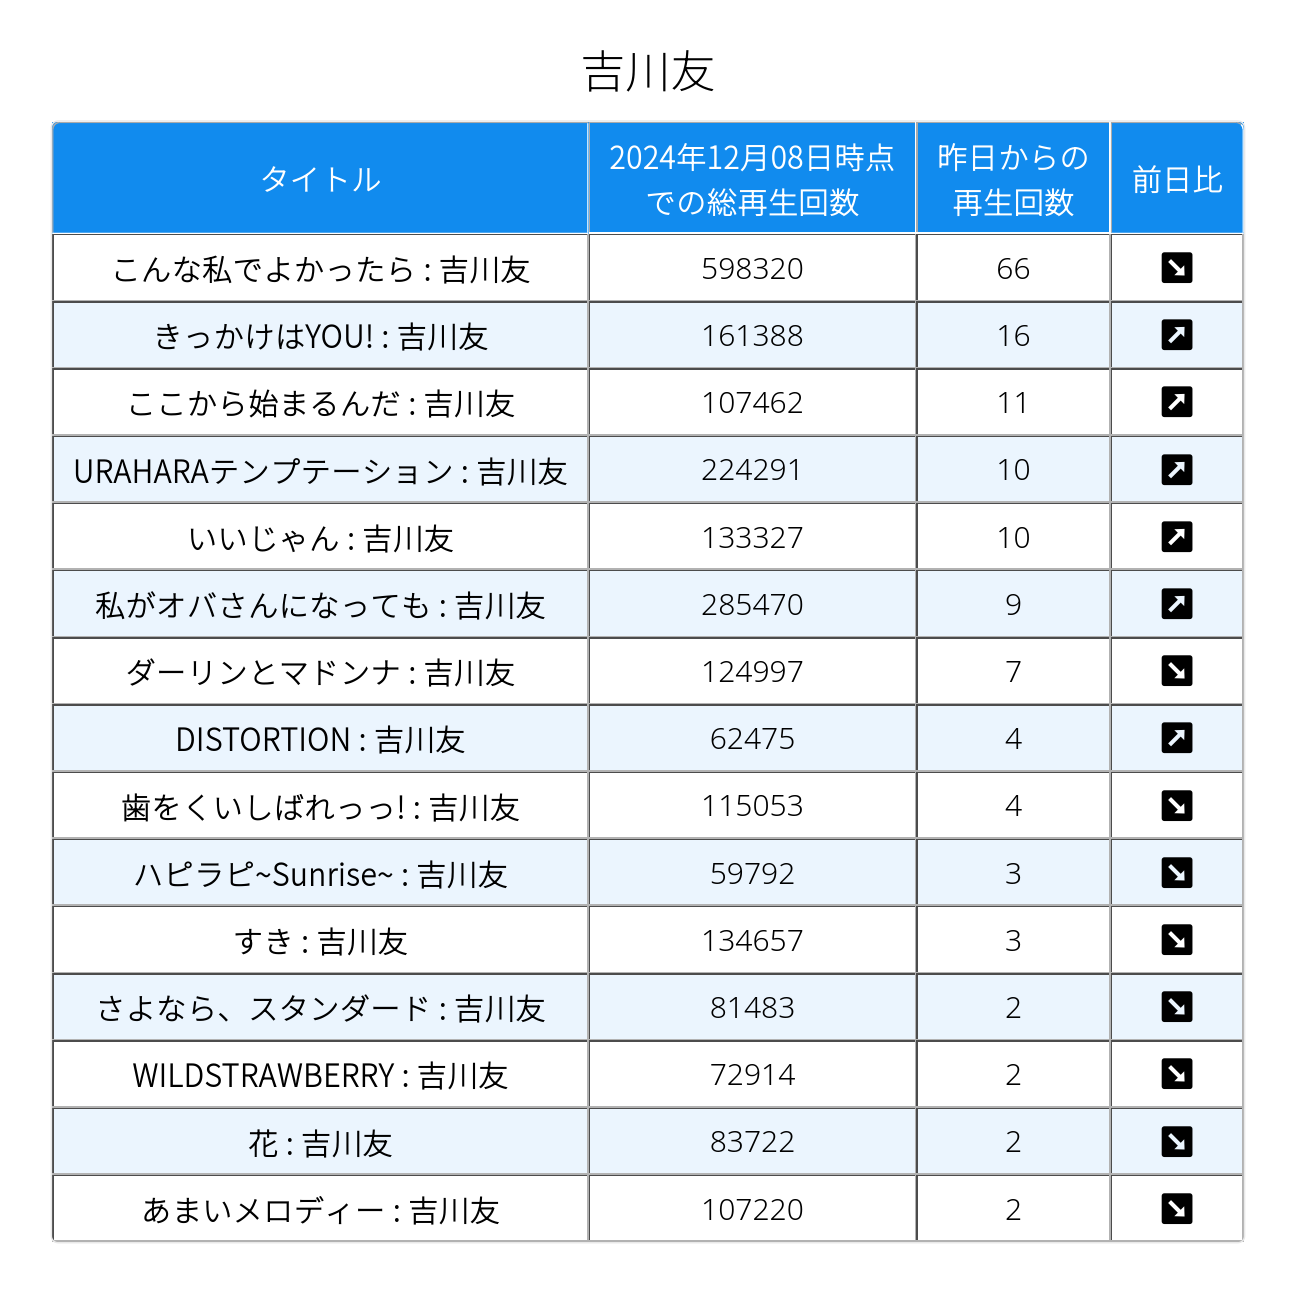 吉川友
タイトル 2024年12月08日時点での総再生回数 昨日からの再生回数 前日比
こんな私でよかったら : 吉川友 598320 66 ↘
きっかけはYOU! : 吉川友 161388 16 ↗
ここから始まるんだ : 吉川友 107462 11 ↗
URAHARAテンプテーション : 吉川友 224291 10 ↗
いいじゃん : 吉川友 133327 10 ↗
私がオバさんになっても : 吉川友 285470 9 ↗
ダーリンとマドンナ : 吉川友 124997 7 ↘
DISTORTION : 吉川友 62475 4 ↗
歯をくいしばれっっ! : 吉川友 115053 4 ↘
ハピラピ~Sunrise~ : 吉川友 59792 3 ↘
すき : 吉川友 134657 3 ↘
さよなら、スタンダード : 吉川友 81483 2 ↘
WILDSTRAWBERRY : 吉川友 72914 2 ↘
花 : 吉川友 83722 2 ↘
あまいメロディー : 吉川友 107220 2 ↘